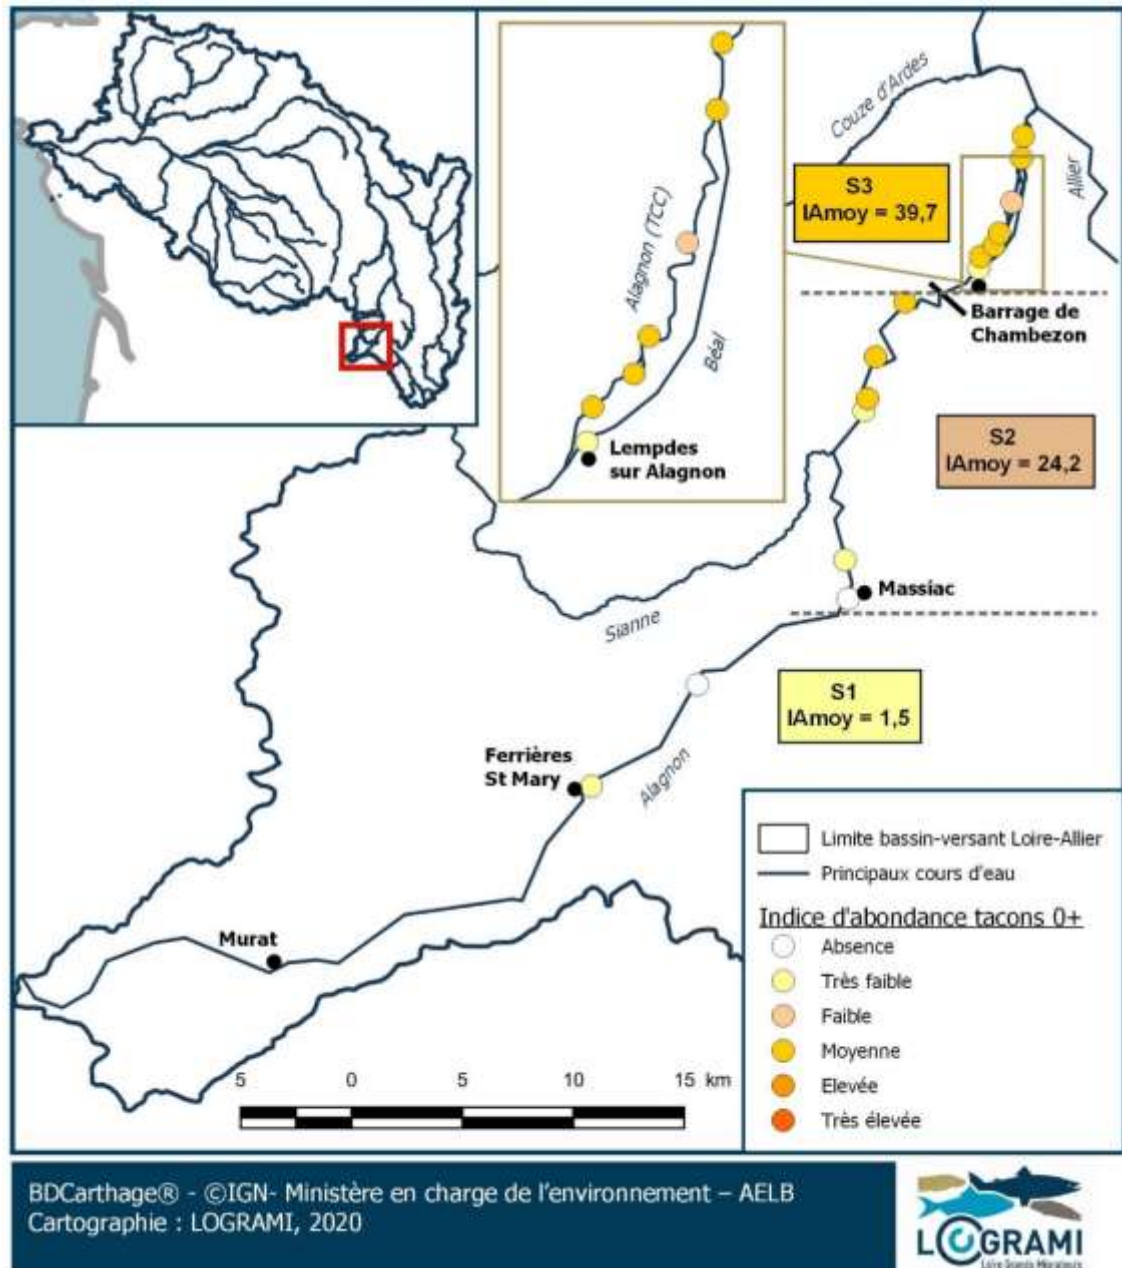 Couze d'Ardes
Allier
S3
IAmoy = 39,7
Alagnon (TCC)
Béal
Barrage de
Chambezon
Lempdes
sur Alagnon
S2
IAmoy = 24,2
Massiac
Sianne
S1
IAmoy = 1,5
Ferrières
St Mary
Alagnon
Murat
5 0 5 10 15 km
Limite bassin-versant Loire-Allier
Principaux cours d'eau
Indice d'abondance tacons 0+
Absence
Très faible
Faible
Moyenne
Elevée
Très élevée
BDCarthage® - ©IGN- Ministère en charge de l'environnement – AELB
Cartographie : LOGRAMI, 2020
LOGRAMI
Loire Grands Migrateurs